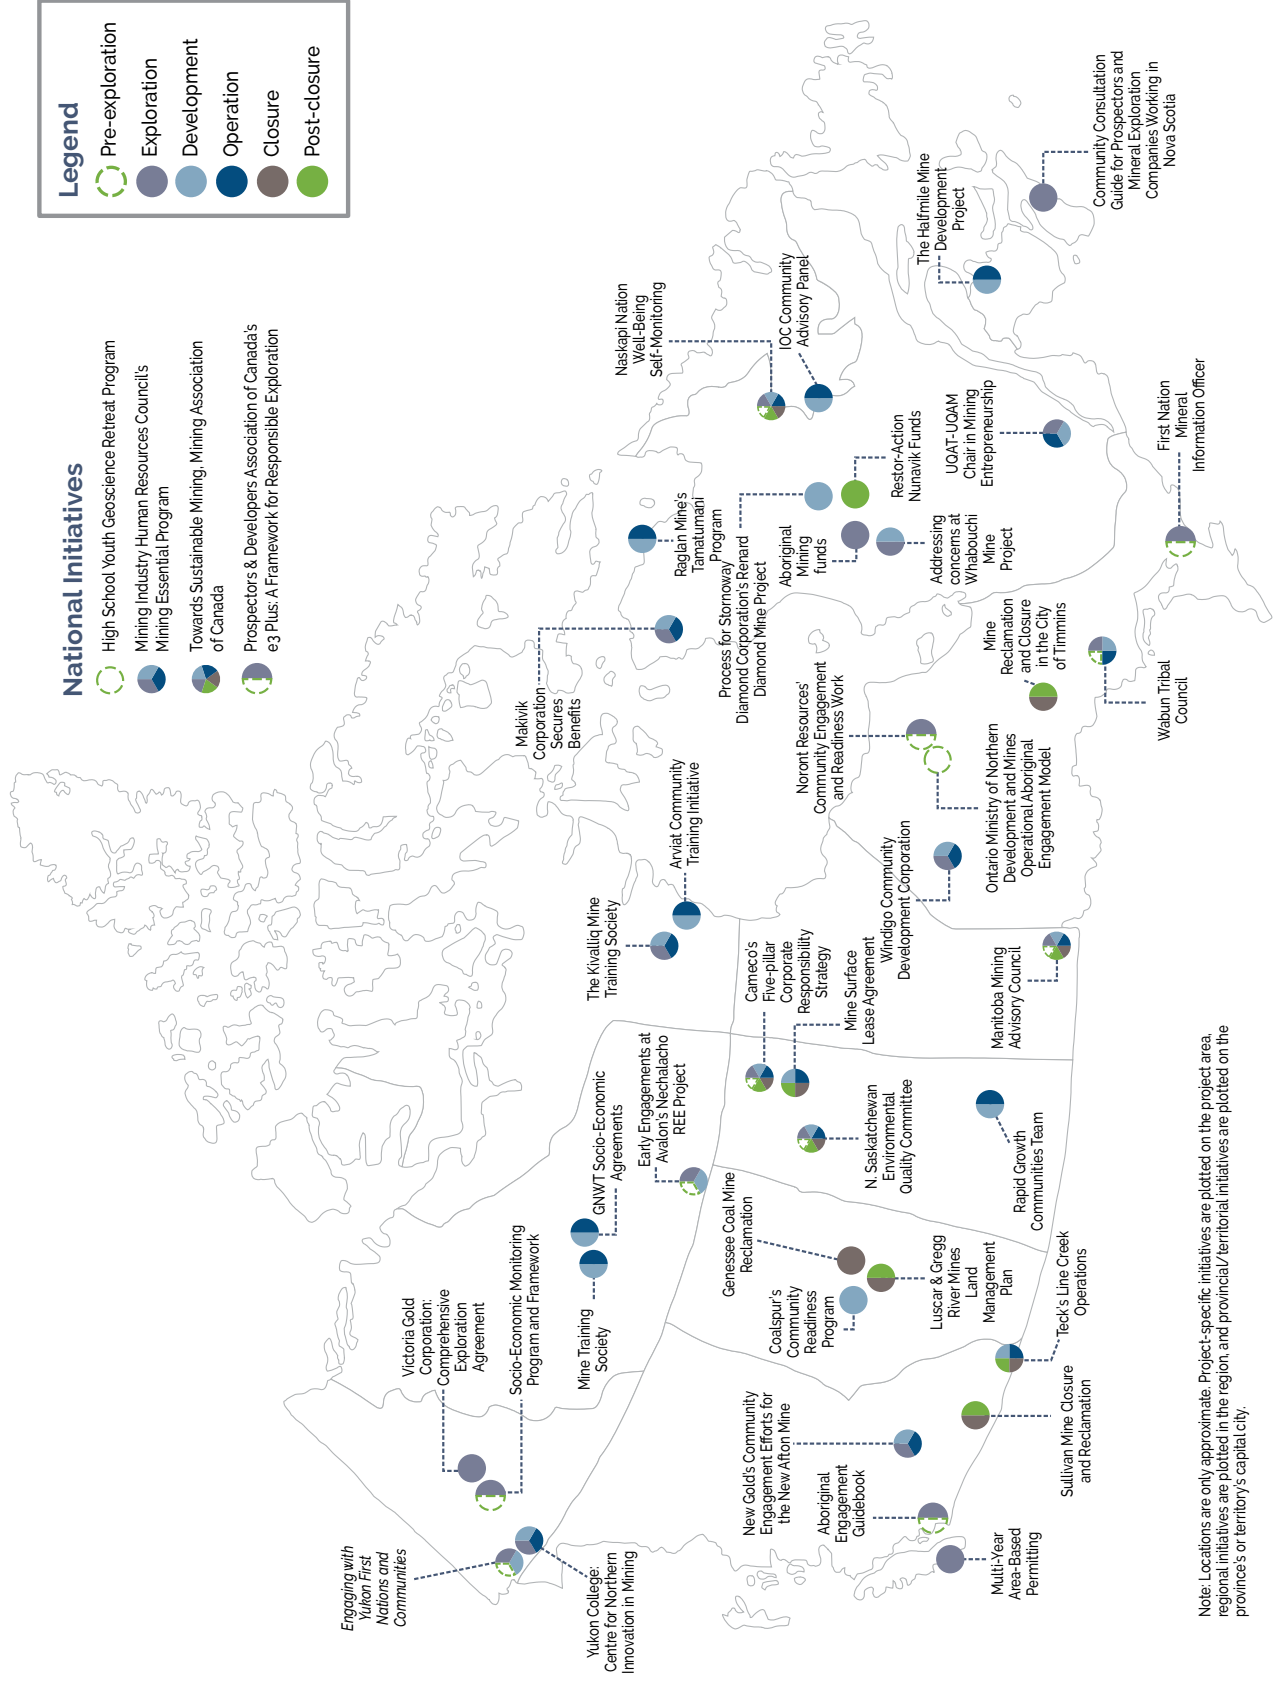 Legend
Pre-exploration
Exploration
Development
Operation
Closure
Post-closure
National Initiatives
High School Youth Geoscience Retreat Program
Mining Industry Human Resources Council's
Mining Essential Program
Towards Sustainable Mining, Mining Association
of Canada
Prospectors & Developers Association of Canada's
e3 Plus: A Framework for Responsible Exploration
Engaging with
Yukon First
Nations and
Communities
Yukon College:
Centre for Northern
Innovation in Mining
Victoria Gold
Corporation:
Comprehensive
Exploration
Agreement
Socio-Economic Monitoring
Program and Framework
Mine Training
Society
GNWT Socio-Economic
Agreements
Early Engagements at
Avalon's Nechalacho
REE Project
The Kivalliq Mine
Training Society
Arviat Community
Training Initiative
Makivik
Corporation
Secures
Benefits
Raglan Mine's
Tamatumani
Program
Naskapi Nation
Well-Being
Self-Monitoring
IOC Community
Advisory Panel
Process for Stornoway
Diamond Corporation's Renard
Diamond Mine Project
Aboriginal
Mining
funds
Restor-Action
Nunavik Funds
Addressing
concerns at
Whabouchi
Mine
Project
UQAT-UQAM
Chair in Mining
Entrepreneurship
The Halfmile Mine
Development
Project
Community Consultation
Guide for Prospectors and
Mineral Exploration
Companies Working in
Nova Scotia
First Nation
Mineral
Information Officer
Mine
Reclamation
and Closure
in the City
of Timmins
Wabun Tribal
Council
Noront Resources'
Community Engagement
and Readiness Work
Ontario Ministry of Northern
Development and Mines
Operational Aboriginal
Engagement Model
Windigo Community
Development Corporation
Manitoba Mining
Advisory Council
Cameco's
Five-pillar
Corporate
Responsibility
Strategy
Mine Surface
Lease Agreement
N. Saskatchewan
Environmental
Quality Committee
Rapid Growth
Communities Team
Genessee Coal Mine
Reclamation
Coalspur's
Community
Readiness
Program
Luscar & Gregg
River Mines
Land
Management
Plan
Teck's Line Creek
Operations
Sullivan Mine Closure
and Reclamation
New Gold's Community
Engagement Efforts for
the New Afton Mine
Aboriginal
Engagement
Guidebook
Multi-Year
Area-Based
Permitting
Note: Locations are only approximate. Project-specific initiatives are plotted on the project area,
regional initiatives are plotted in the region, and provincial/territorial initiatives are plotted on the
province's or territory's capital city.